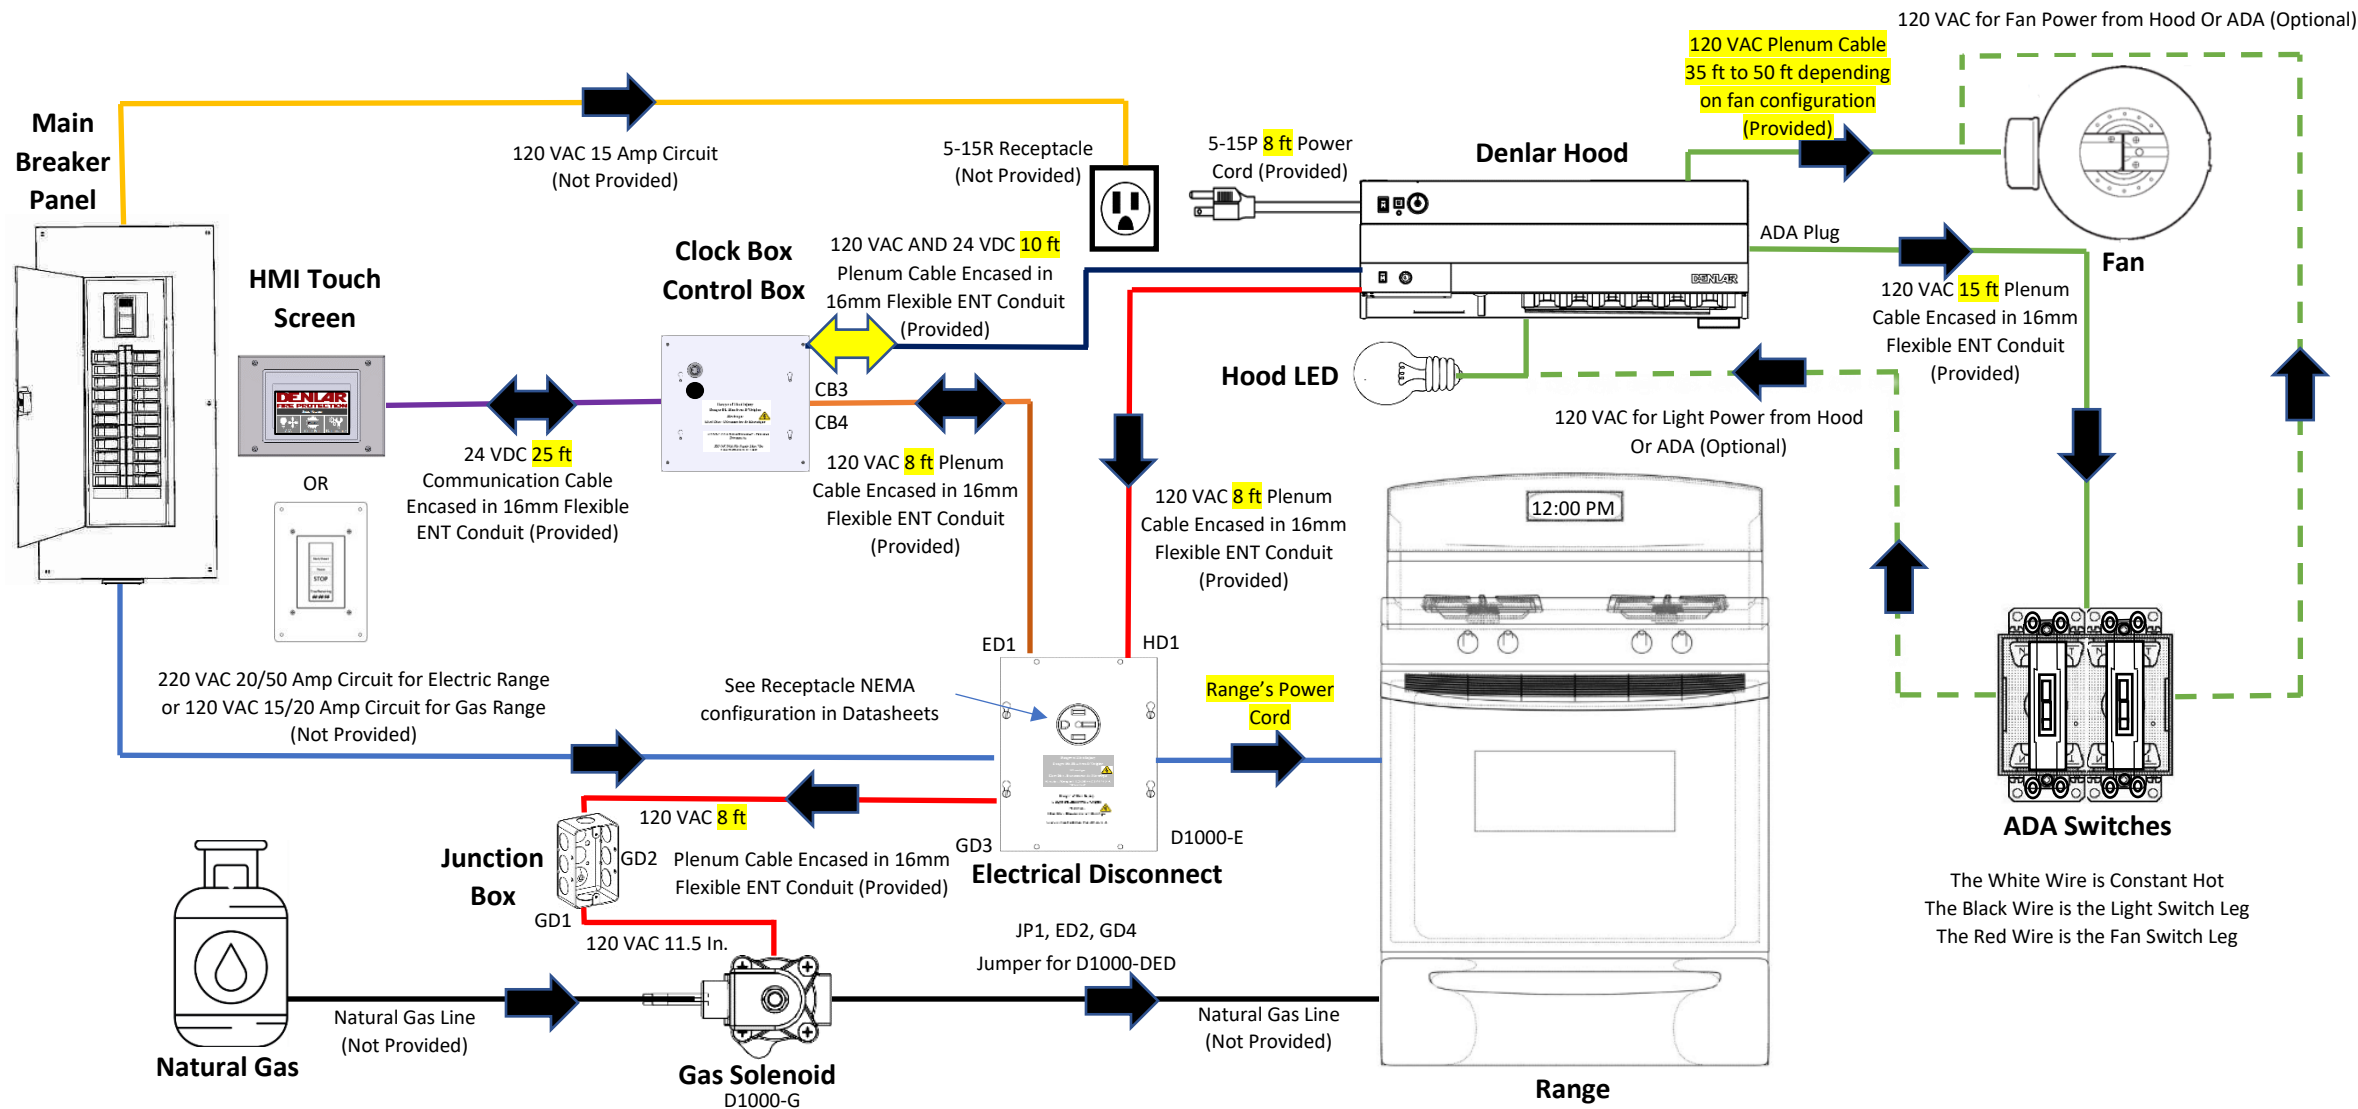 120 VAC for Fan Power from Hood Or ADA (Optional)
120 VAC Plenum Cable
35 ft to 50 ft depending
on fan configuration
(Provided)
Main
Breaker
Panel
120 VAC 15 Amp Circuit
(Not Provided)
5-15R Receptacle
(Not Provided)
5-15P 8 ft Power
Cord (Provided)
Denlar Hood
DENLAR
ADA Plug
Fan
120 VAC 15 ft Plenum
Cable Encased in 16mm
Flexible ENT Conduit
(Provided)
HMI Touch
Screen
DENLAR
FIRE PROTECTION
OR
STOP
Clock Box
Control Box
120 VAC AND 24 VDC 10 ft
Plenum Cable Encased in
16mm Flexible ENT Conduit
(Provided)
CB3
CB4
24 VDC 25 ft
Communication Cable
Encased in 16mm Flexible
ENT Conduit (Provided)
120 VAC 8 ft Plenum
Cable Encased in 16mm
Flexible ENT Conduit
(Provided)
Hood LED
120 VAC for Light Power from Hood
Or ADA (Optional)
120 VAC 8 ft Plenum
Cable Encased in 16mm
Flexible ENT Conduit
(Provided)
12:00 PM
ED1
HD1
220 VAC 20/50 Amp Circuit for Electric Range
or 120 VAC 15/20 Amp Circuit for Gas Range
(Not Provided)
See Receptacle NEMA
configuration in Datasheets
Range's Power
Cord
120 VAC 8 ft
Plenum Cable Encased in 16mm
Flexible ENT Conduit (Provided)
GD3
D1000-E
Electrical Disconnect
Junction
Box
GD2
GD1
120 VAC 11.5 In.
JP1, ED2, GD4
Jumper for D1000-DED
ADA Switches
The White Wire is Constant Hot
The Black Wire is the Light Switch Leg
The Red Wire is the Fan Switch Leg
Natural Gas Line
(Not Provided)
Natural Gas
Gas Solenoid
D1000-G
Natural Gas Line
(Not Provided)
Range